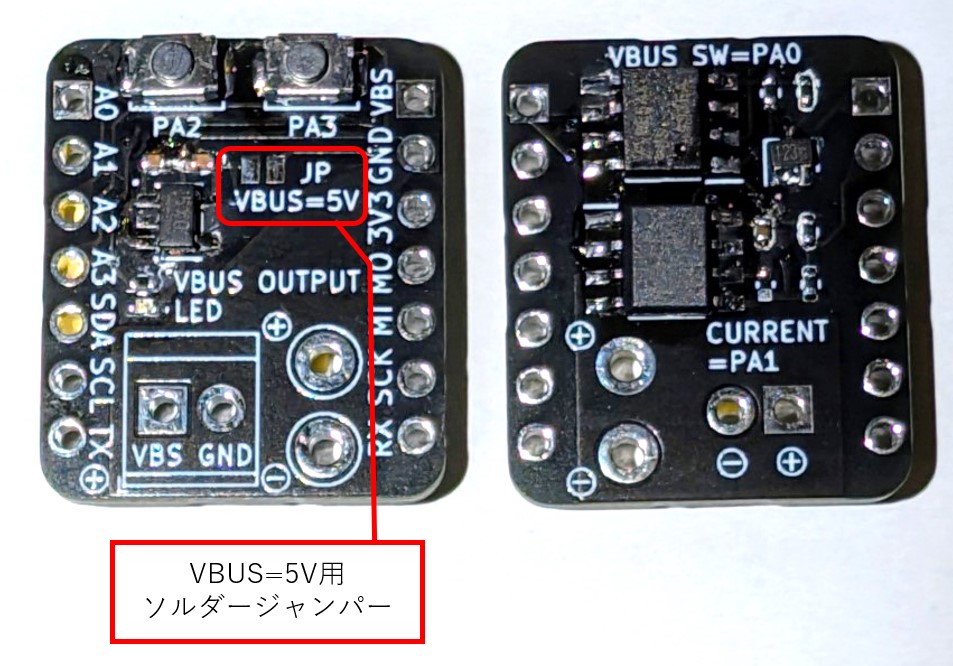 PA2
PA3
A0
A1
A2
A3
SDA
SCL
TX
VBS
GND
3V3
MO
MI
SCK
RX
JP
VBUS=5V
VBUS OUTPUT
LED
VBS GND
VBUS=5V用
ソルダージャンパー
VBUS SW=PA0
CURRENT
=PA1